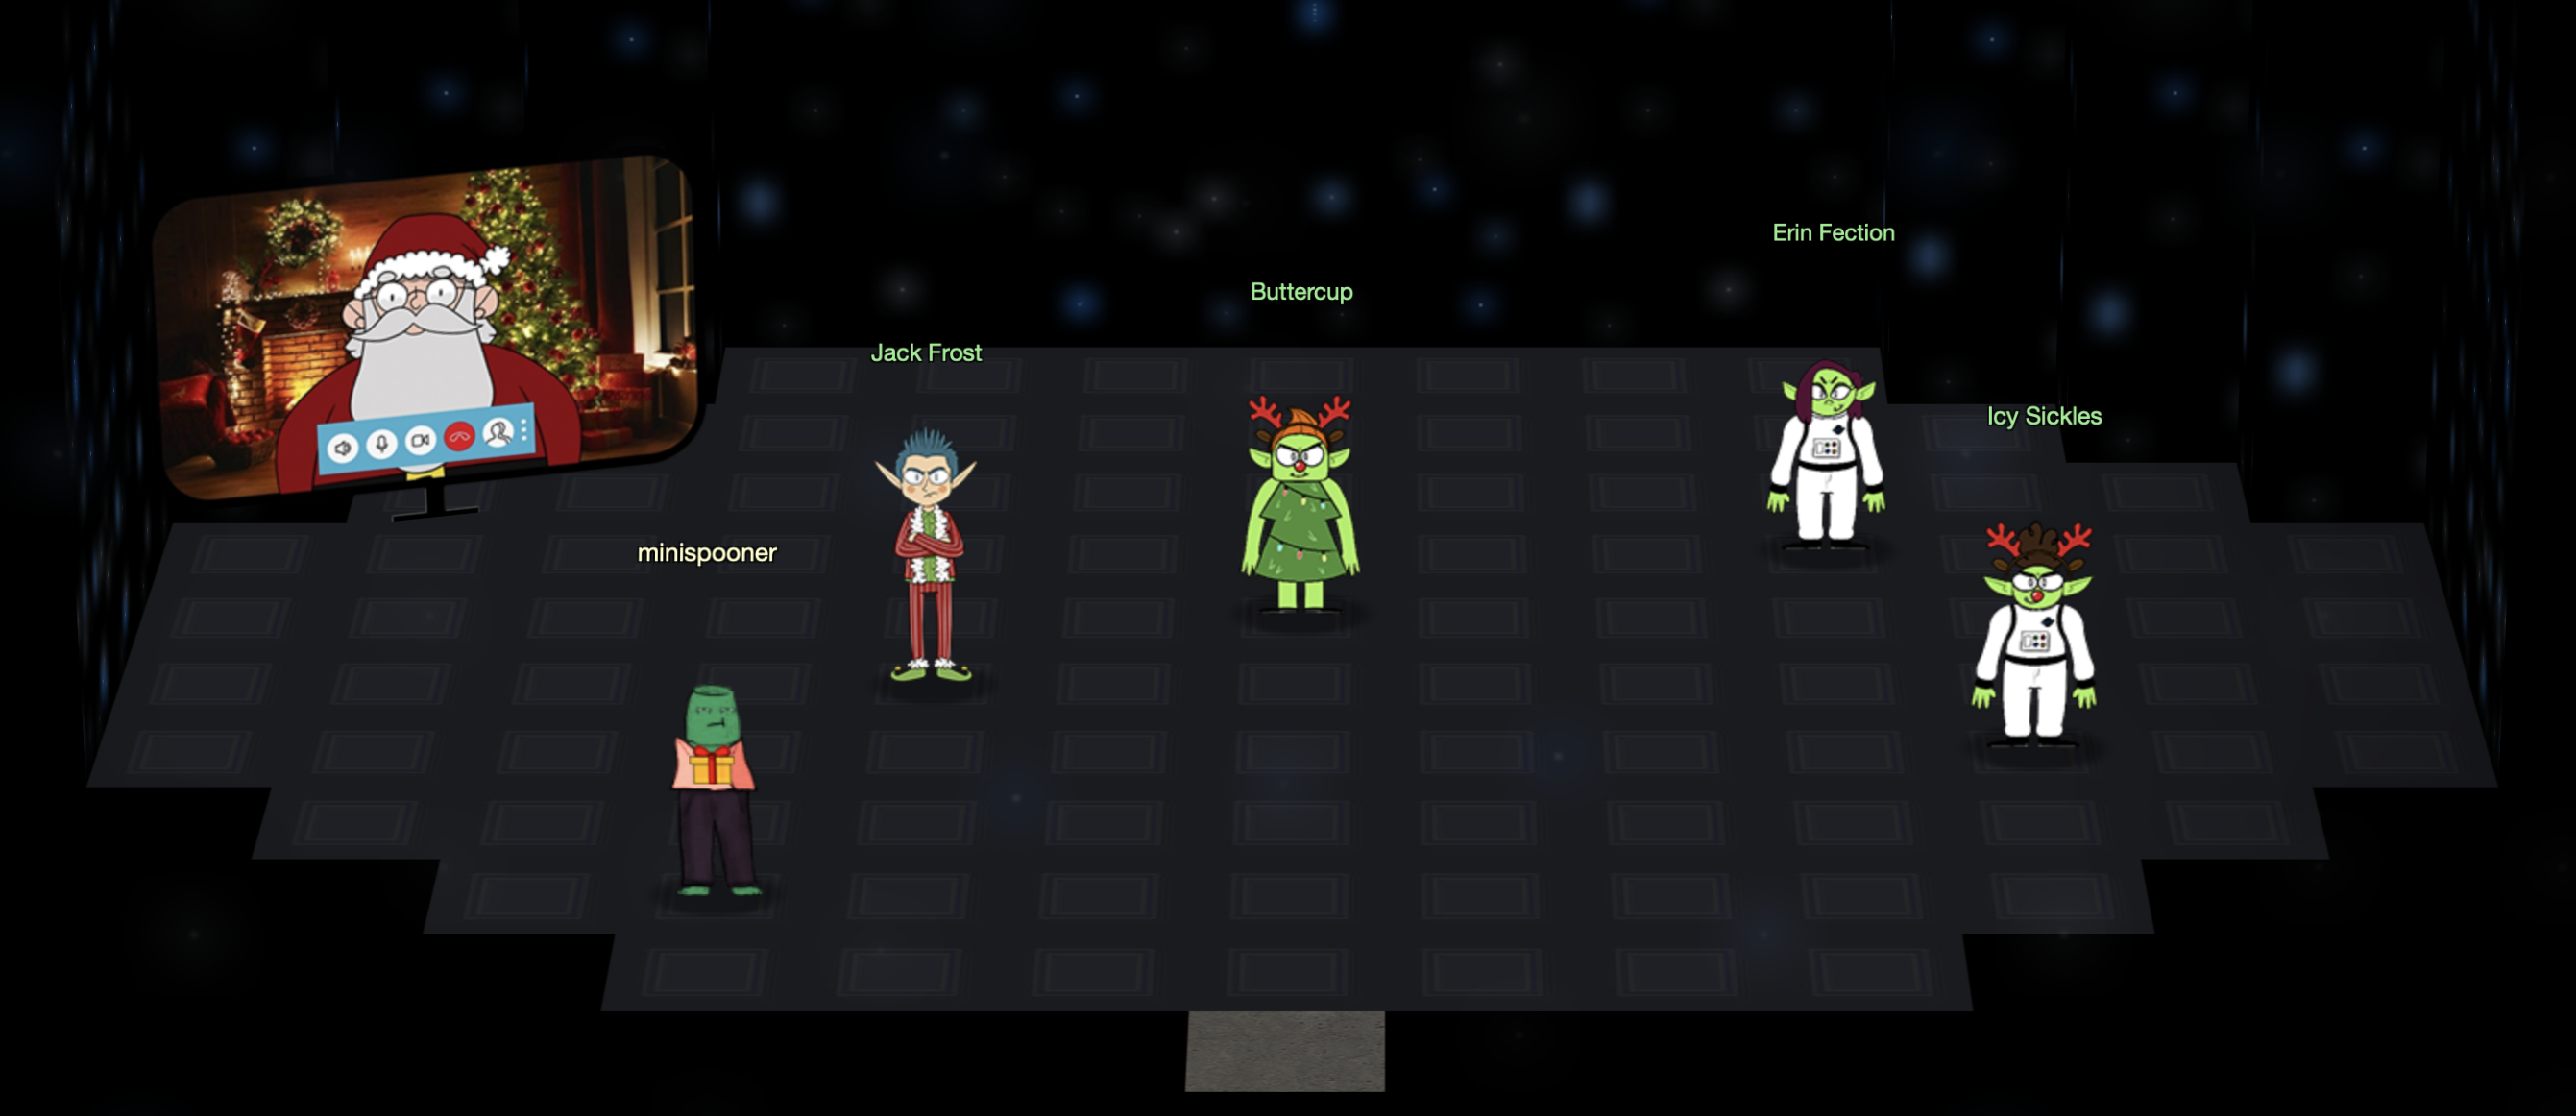 Erin Fection
Buttercup
Jack Frost
Icy Sickles
minispooner